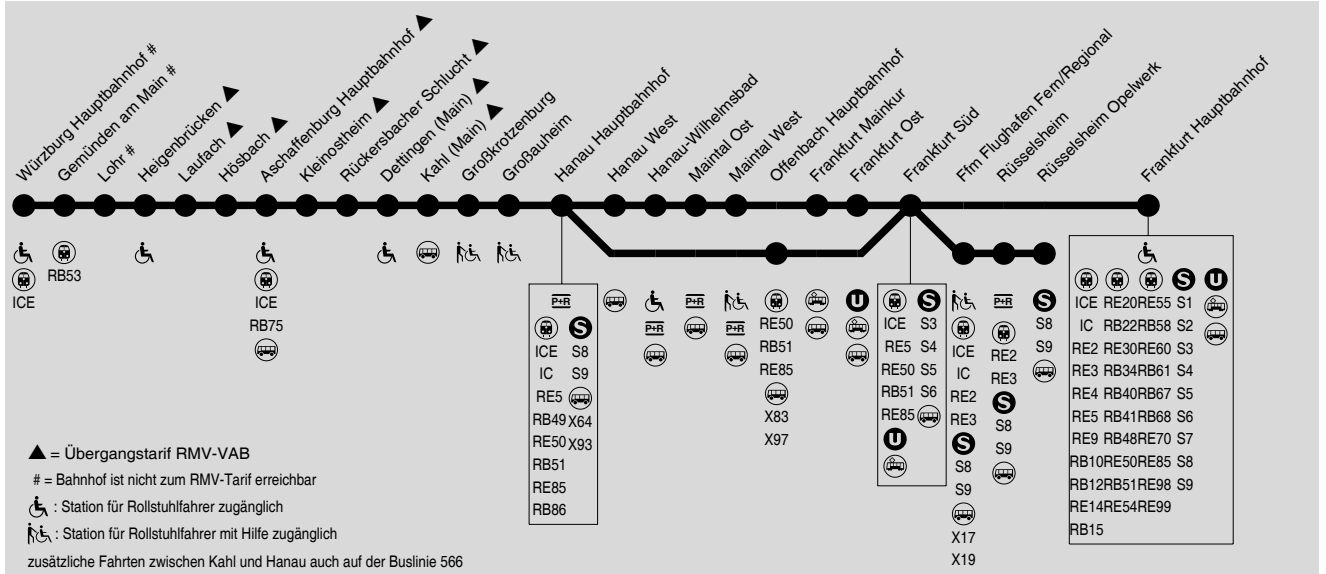 Würzburg Hauptbahnhof #
Gemünden am Main #
Lohr #
Heigenbrücken ▲
Laufach ▲
Hösbach ▲
Aschaffenburg Hauptbahnhof ▲
Kleinostheim ▲
Rückersbacher Schlucht ▲
Dettingen (Main) ▲
Kahl (Main) ▲
Großkrotzenburg
Großauheim
Hanau Hauptbahnhof
Hanau West
Hanau-Wilhelmsbad
Maintal Ost
Maintal West
Offenbach Hauptbahnhof
Frankfurt Mainkur
Frankfurt Ost
Frankfurt Süd
Ffm Flughafen Fern/Regional
Rüsselsheim
Rüsselsheim Opelwerk
Frankfurt Hauptbahnhof
ICE
RB53
ICE
RB75
P+R
S
ICE S8
IC S9
RE5
RB49 X64
RE50 X93
RB51
RE85
RB86
P+R
P+R
P+R
RE50
RB51
RE85
X83
X97
U
S
ICE S3
RE5 S4
RE50 S5
RB51 S6
RE85
U
ICE
IC
RE2
RE3
S
S8
S9
X17
X19
P+R
RE2
RE3
S
S8
S9
S
S8
S9
S U
ICE RE20 RE55 S1
IC RB22 RB58 S2
RE2 RE30 RE60 S3
RE3 RB34 RB61 S4
RE4 RB40 RB67 S5
RE5 RB41 RB68 S6
RE9 RB48 RE70 S7
RB10 RE50 RE85 S8
RB12 RB51 RE98 S9
RE14 RE54 RE99
RB15
▲ = Übergangstarif RMV-VAB
# = Bahnhof ist nicht zum RMV-Tarif erreichbar
: Station für Rollstuhlfahrer zugänglich
: Station für Rollstuhlfahrer mit Hilfe zugänglich
zusätzliche Fahrten zwischen Kahl und Hanau auch auf der Buslinie 566